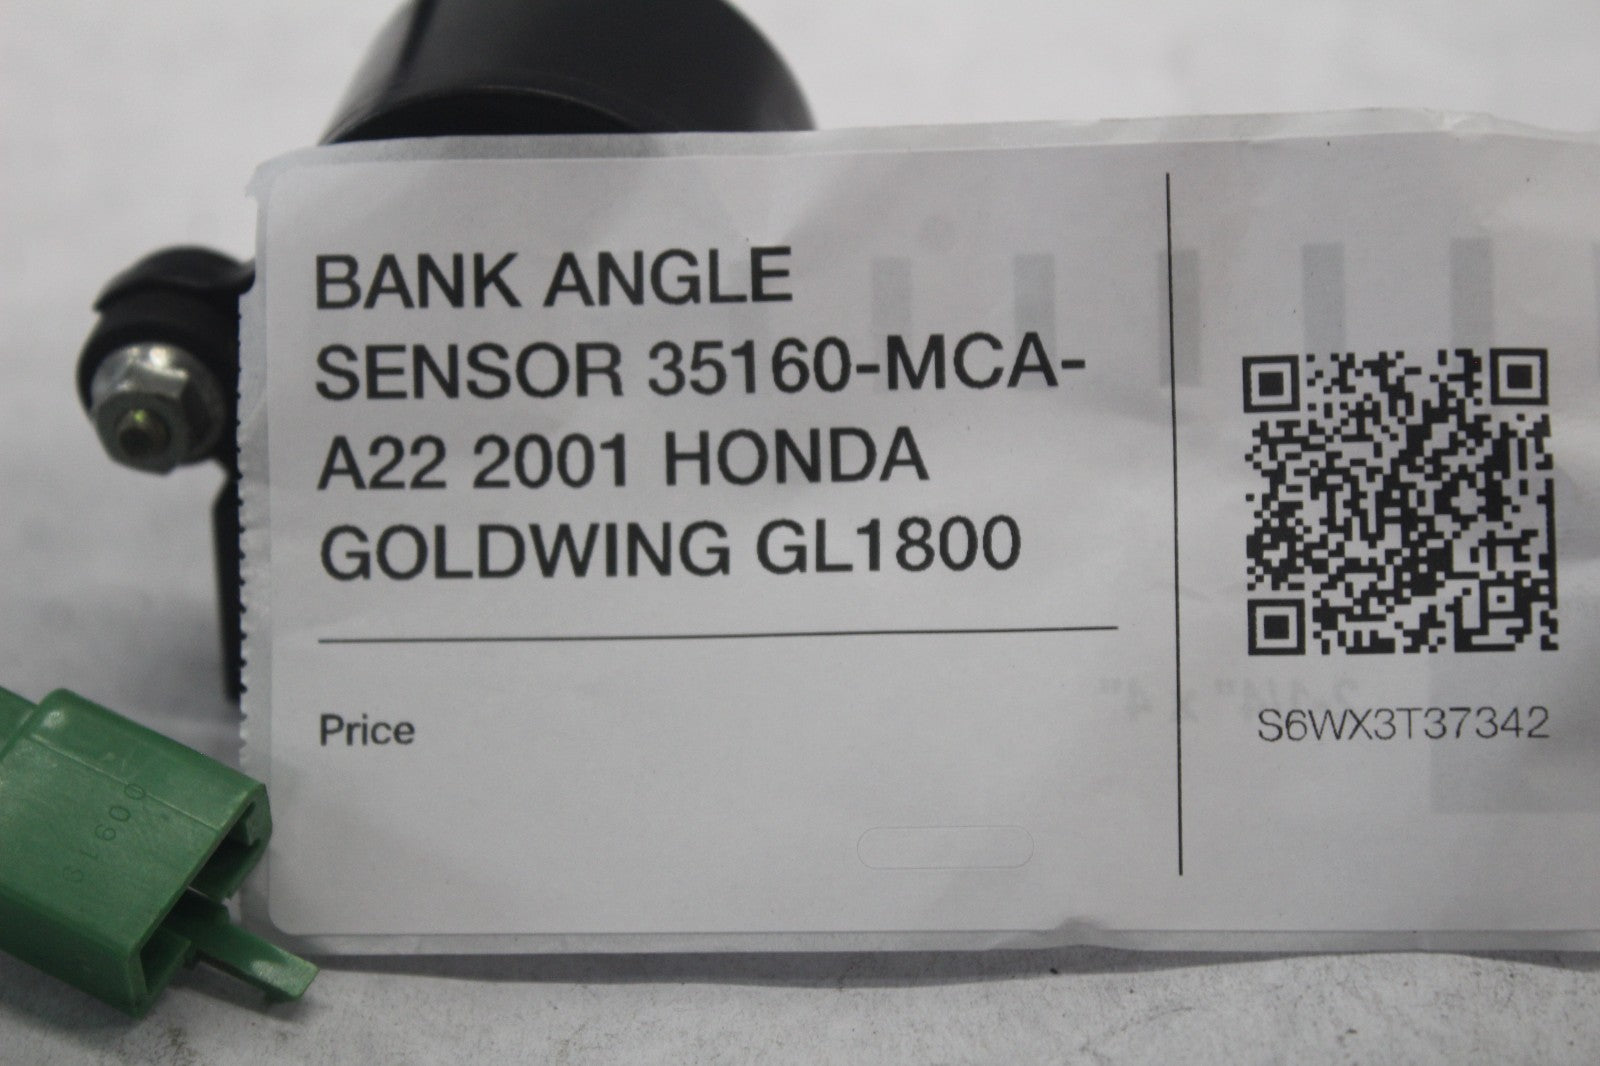 BANK ANGLE
SENSOR 35160-MCA-
A22 2001 HONDA
GOLDWING GL1800
Price
S6WX3T37342